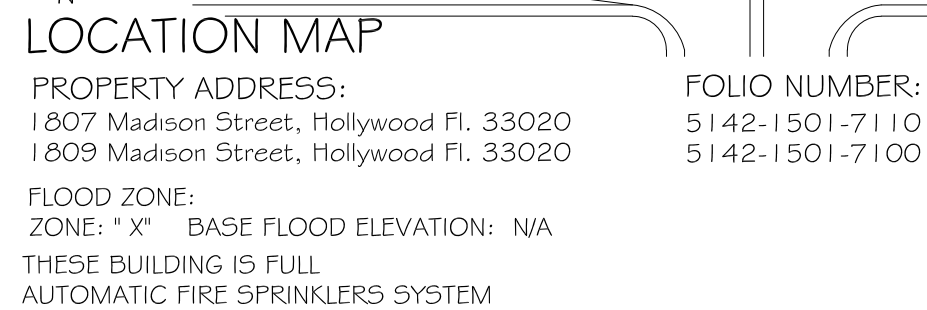 N
LOCATION MAP
PROPERTY ADDRESS: FOLIO NUMBER:
1807 Madison Street, Hollywood Fl. 33020 5142-1501-7110
1809 Madison Street, Hollywood Fl. 33020 5142-1501-7100
FLOOD ZONE:
ZONE: " X" BASE FLOOD ELEVATION: N/A
THESE BUILDING IS FULL
AUTOMATIC FIRE SPRINKLERS SYSTEM